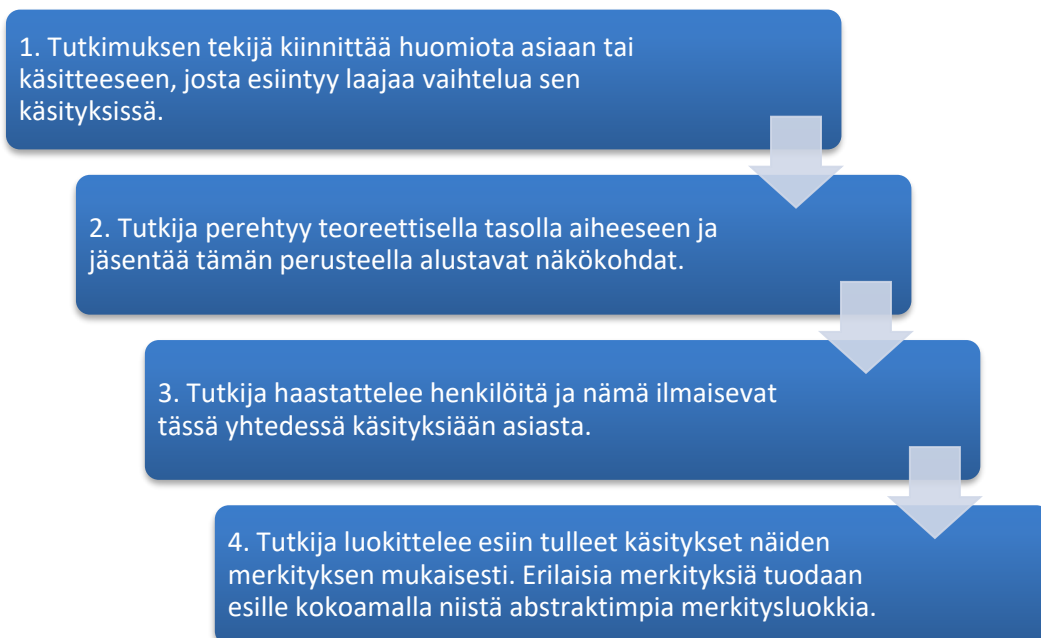 1. Tutkimuksen tekijä kiinnittää huomiota asiaan tai
käsitteeseen, josta esiintyy laajaa vaihtelua sen
käsityksissä.
2. Tutkija perehtyy teoreettisella tasolla aiheeseen ja
jäsentää tämän perusteella alustavat näkökohdat.
3. Tutkija haastattelee henkilöitä ja nämä ilmaisevat
tässä yhtedessä käsityksiään asiasta.
4. Tutkija luokittelee esiin tulleet käsitykset näiden
merkityksen mukaisesti. Erilaisia merkityksiä tuodaan
esille kokoamalla niistä abstraktimpia merkitysluokkia.